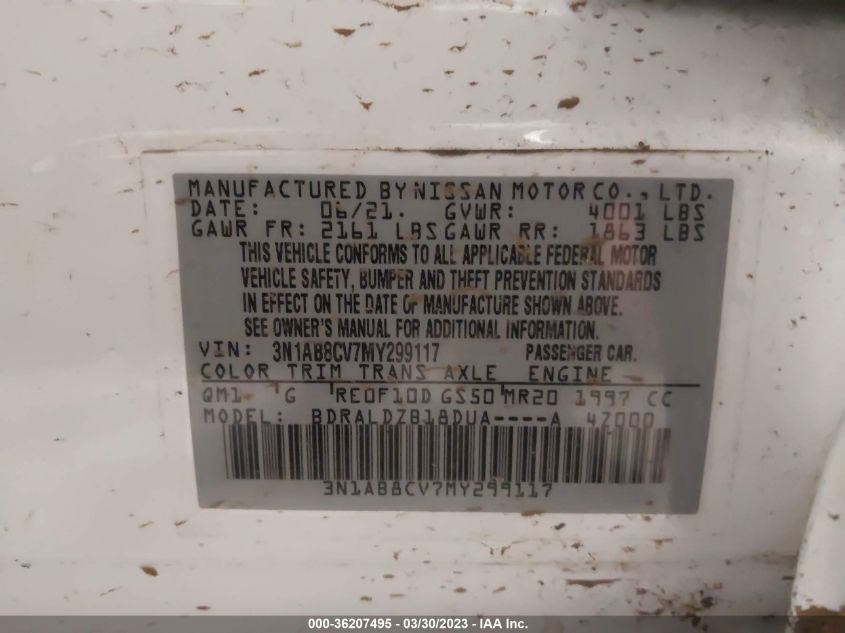 MANUFACTURED BY NISSAN MOTOR CO., LTD.
DATE: 06/21. GVWR: 4001 LBS
GAWR FR: 2161 LBS GAWR RR: 1863 LBS
THIS VEHICLE CONFORMS TO ALL APPLICABLE FEDERAL MOTOR
VEHICLE SAFETY, BUMPER AND THEFT PREVENTION STANDARDS
IN EFFECT ON THE DATE OF MANUFACTURE SHOWN ABOVE.
SEE OWNER'S MANUAL FOR ADDITIONAL INFORMATION.
VIN: 3N1AB8CV7MY299117 PASSENGER CAR.
COLOR TRIM TRANS AXLE ENGINE
QM1 G RE0F10D GS50 MR20 1997 CC
MODEL: BDRALDZB18DUA----A 4Z000
3N1AB8CV7MY299117
000-36207495 - 03/30/2023 - IAA Inc.